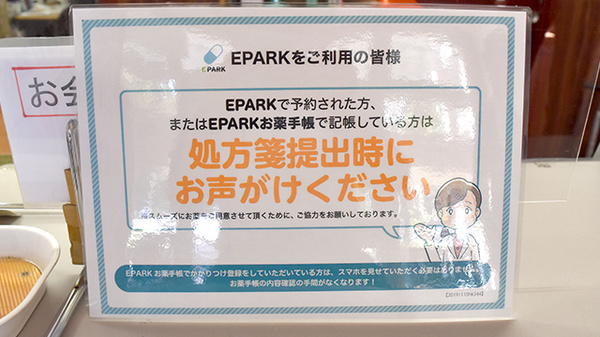 お会
EPARK
EPARKをご利用の皆様
EPARKで予約された方、
またはEPARKお薬手帳で記帳している方は
処方箋提出時に
お声がけください
スムーズにお薬をご用意させて頂くために、ご協力をお願いしております。
EPARK お薬手帳でかかりつけ登録をしていただいている方は、スマホを見せていただく必要はありません。
お薬手帳の内容確認の手間がなくなります！